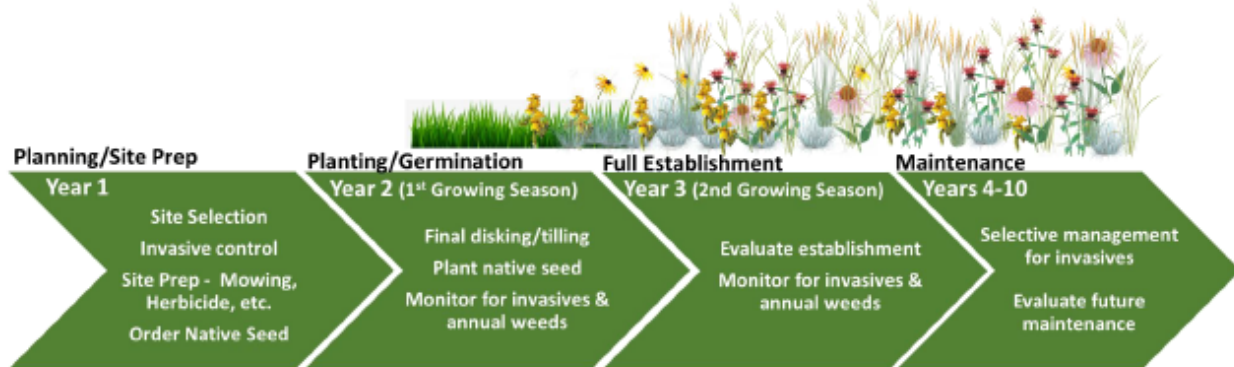 Planning/Site Prep
Year 1
Site Selection
Invasive control
Site Prep - Mowing,
Herbicide, etc.
Order Native Seed
Planting/Germination
Year 2 (1st Growing Season)
Final disking/tilling
Plant native seed
Monitor for invasives &
annual weeds
Full Establishment
Year 3 (2nd Growing Season)
Evaluate establishment
Monitor for invasives &
annual weeds
Maintenance
Years 4-10
Selective management
for invasives
Evaluate future
maintenance